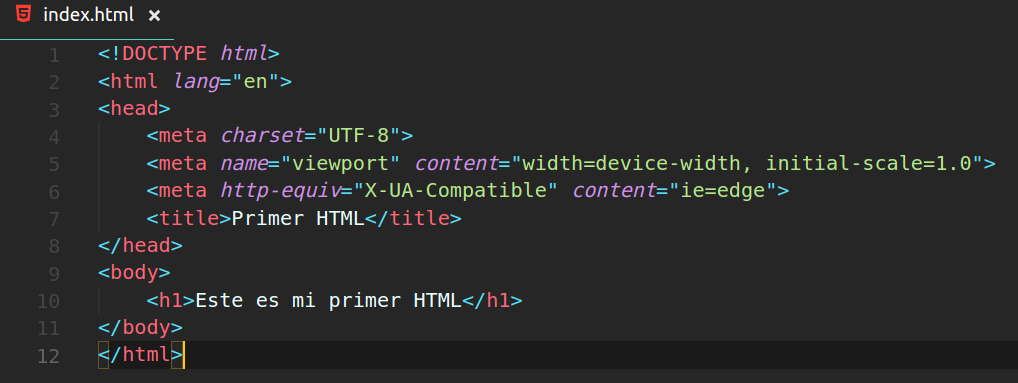 index.html ×
1 <!DOCTYPE html>
2 <html lang="en">
3 <head>
4     <meta charset="UTF-8">
5     <meta name="viewport" content="width=device-width, initial-scale=1.0">
6     <meta http-equiv="X-UA-Compatible" content="ie=edge">
7     <title>Primer HTML</title>
8 </head>
9 <body>
10     <h1>Este es mi primer HTML</h1>
11 </body>
12 </html>